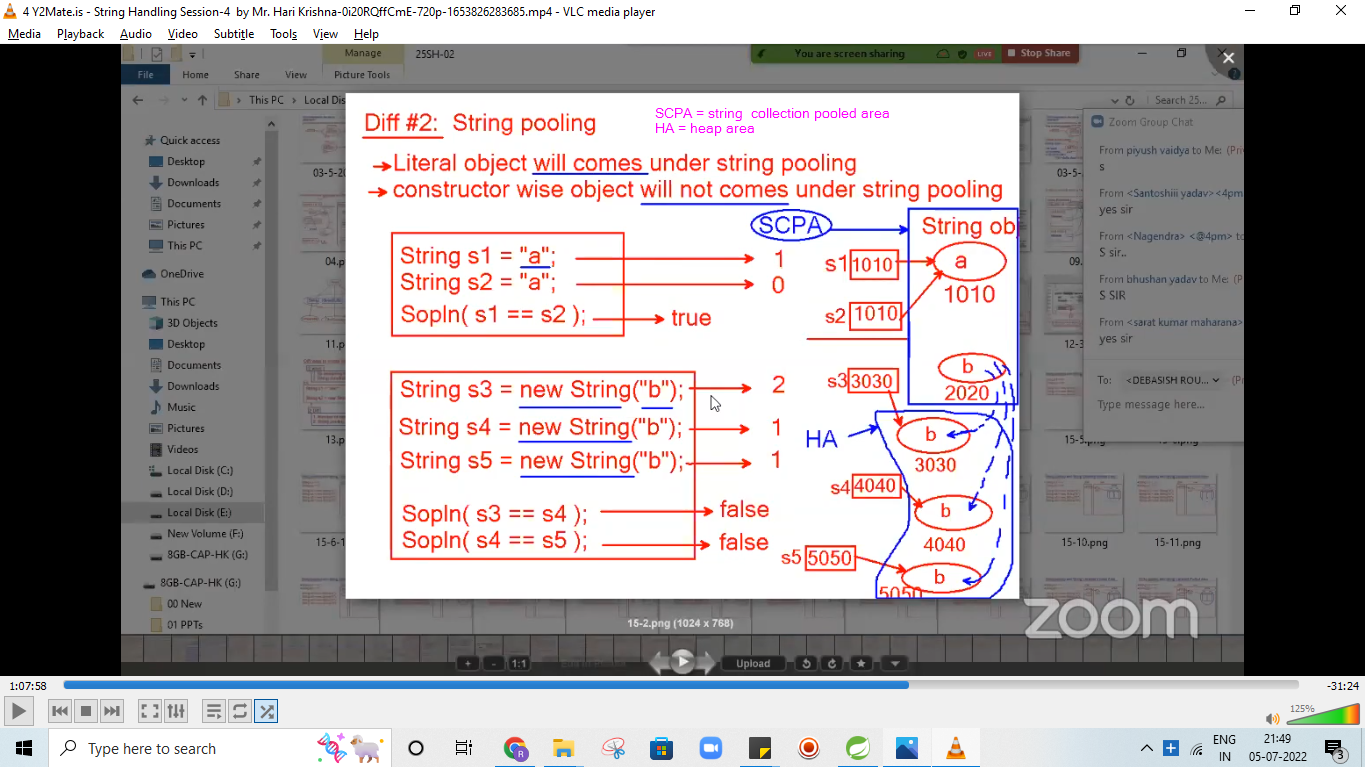 4 Y2Mate.is - String Handling Session-4  by Mr. Hari Krishna-0i20RQffCmE-720p-1653826283685.mp4 - VLC media player
Media Playback Audio Video Subtitle Tools View Help
Manage 25SH-02 You are screen sharing LIVE Stop Share
File Home Share View Picture Tools
This PC Local Dis Search 25...
Quick access
Desktop
Downloads
Documents
Pictures
This PC
OneDrive
This PC
3D Objects
Desktop
Documents
Downloads
Music
Pictures
Videos
Local Disk (C:)
Local Disk (D:)
Local Disk (E:)
New Volume (F:)
8GB-CAP-HK (G:)
8GB-CAP-HK (G:)
00 New
01 PPTs
03-5
04.p
11.p
13.p
15-6
Diff #2: String pooling
SCPA = string  collection pooled area
HA = heap area
→Literal object will comes under string pooling
→ constructor wise object will not comes under string pooling
SCPA String ob
String s1 = "a"; 1 s1 1010 a
String s2 = "a"; 0 1010
Sopln( s1 == s2 ); true s2 1010
b
String s3 = new String("b"); 2 s3 3030 2020
String s4 = new String("b"); 1 HA b
String s5 = new String("b"); 1 3030
s4 4040
Sopln( s3 == s4 ); false b
Sopln( s4 == s5 ); false 4040
s5 5050 b
5050
15-2.png (1024 x 768)
Zoom Group Chat
From piyush vaidya to Me: (Pri
s
From <Santoshiii yadav><4pm
yes sir
From <Nagendra> <@4pm> to
S sir..
From bhushan yadav to Me:
S SIR
From <sarat kumar maharana>
yes sir
To: <DEBASISH ROU...
Type message here...
15-10.png
15-11.png
zoom
+ - 1:1 Upload
1:07:58 -31:24
125%
Type here to search
ENG 21:49
IN 05-07-2022 3